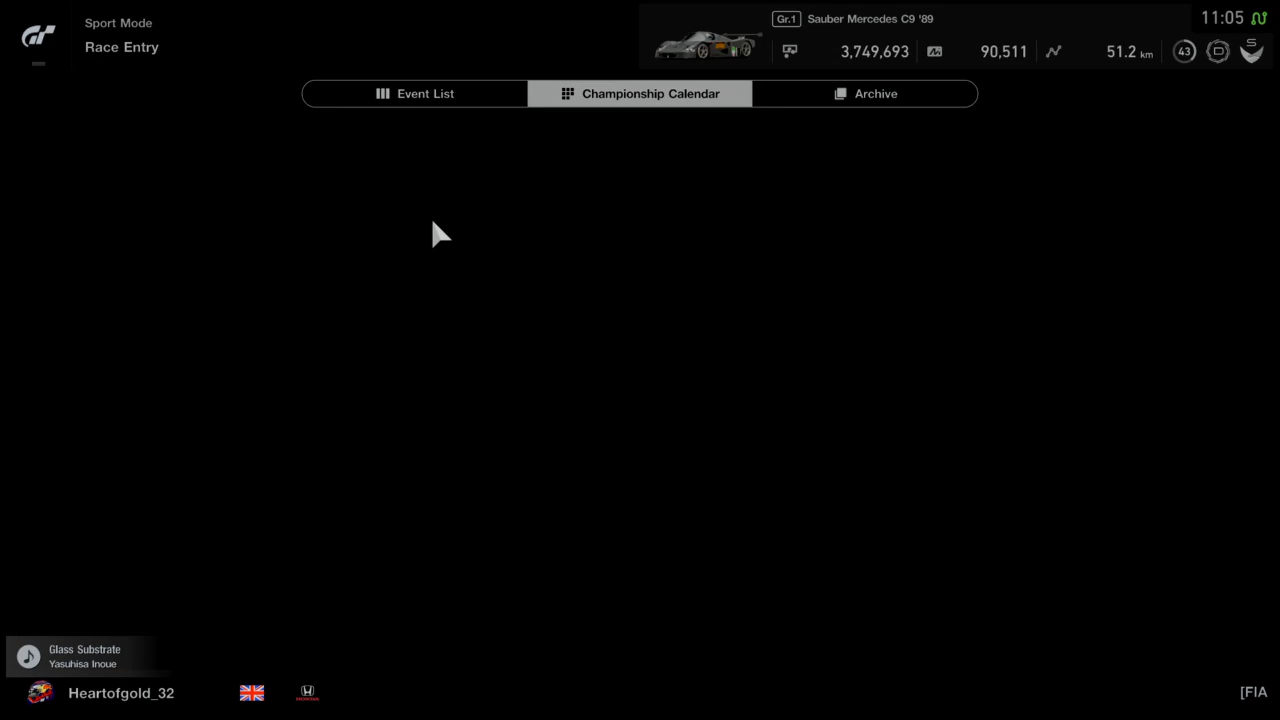 Sport Mode
Race Entry
Gr.1 Sauber Mercedes C9 '89
11:05
3,749,693 90,511 51.2 km 43 D S
Event List
Championship Calendar
Archive
Glass Substrate
Yasuhisa Inoue
Heartofgold_32
HONDA
[FIA